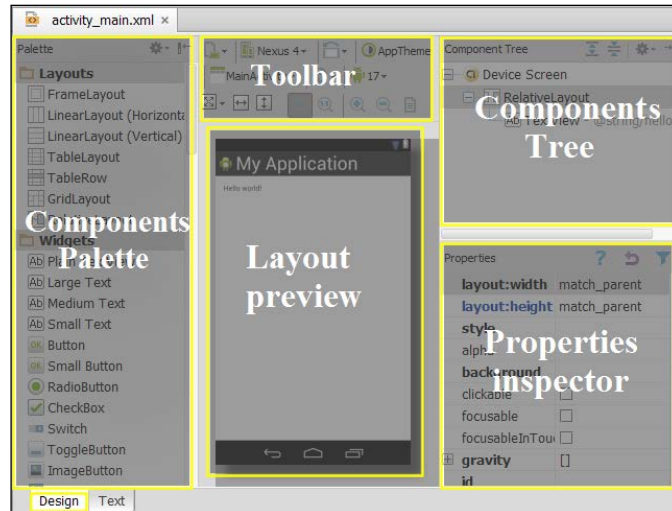 activity_main.xml
Palette
Layouts
FrameLayout
LinearLayout (Horizonta
LinearLayout (Vertical)
TableLayout
TableRow
GridLayout
Components
Palette
Widgets
Large Text
Medium Text
Small Text
Button
Small Button
RadioButton
CheckBox
Switch
ToggleButton
ImageButton
Design
Text
Nexus 4
AppTheme
17
Toolbar
My Application
Hello world!
Layout
preview
Component Tree
Device Screen
RelativeLayout
Components
Tree
Properties
layout:width match_parent
layout:height match_parent
style
alpha
background
Properties
inspector
clickable
focusable
focusableInTou
gravity []
id